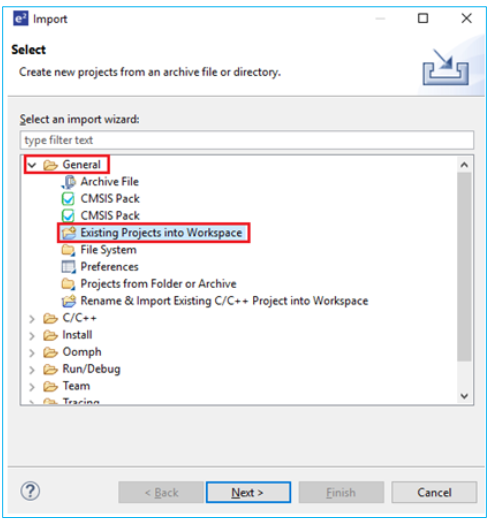 e² Import
Select
Create new projects from an archive file or directory.
Select an import wizard:
type filter text
General
Archive File
CMSIS Pack
CMSIS Pack
Existing Projects into Workspace
File System
Preferences
Projects from Folder or Archive
Rename & Import Existing C/C++ Project into Workspace
C/C++
Install
Oomph
Run/Debug
Team
Tracing
?
< Back Next > Finish Cancel